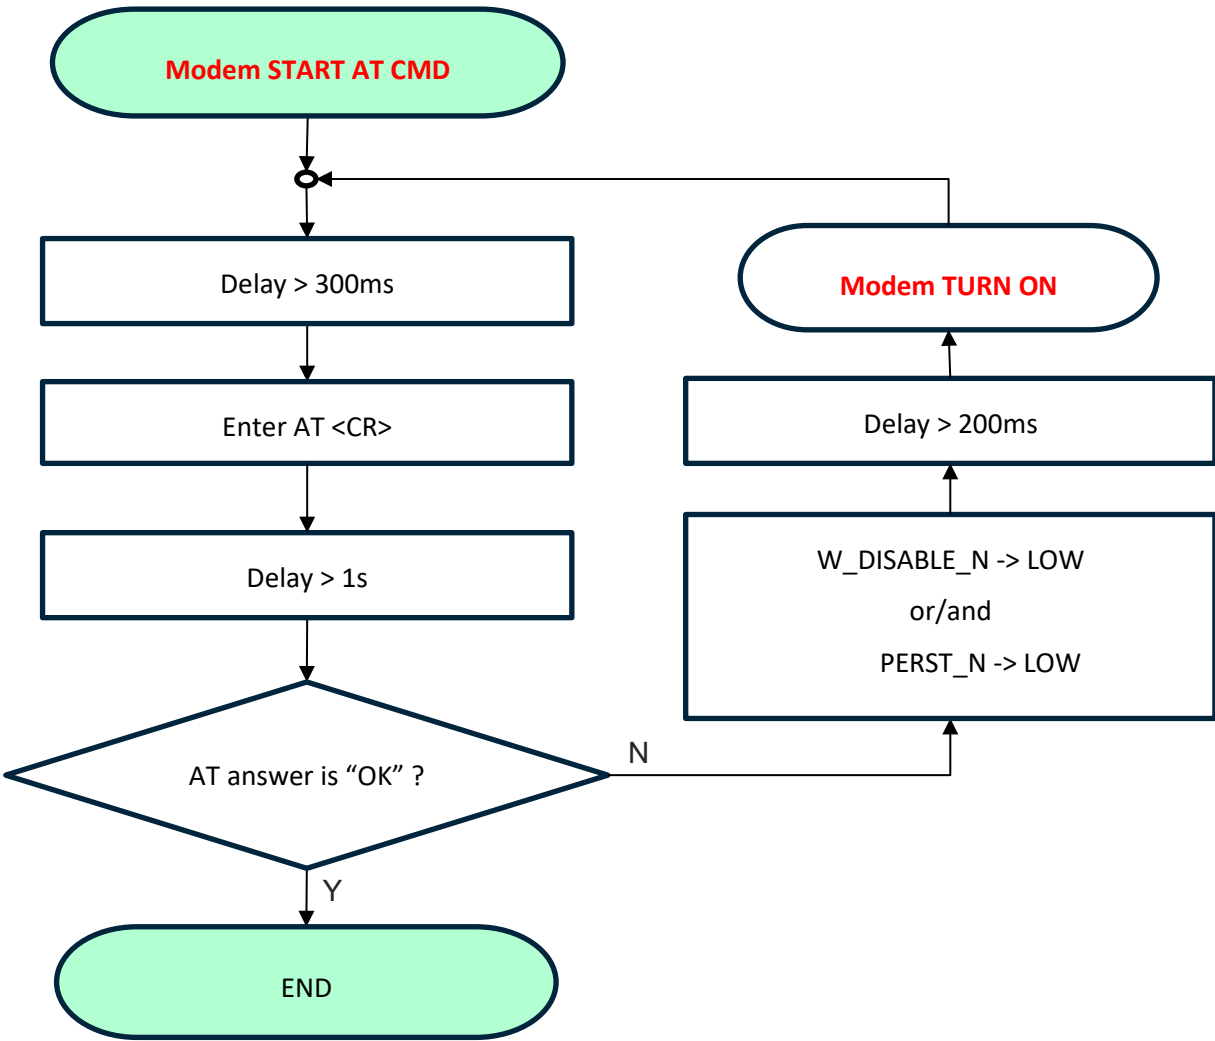 Modem START AT CMD
Delay > 300ms
Enter AT <CR>
Delay > 1s
AT answer is “OK” ?
N
Y
END
Modem TURN ON
Delay > 200ms
W_DISABLE_N -> LOW
or/and
PERST_N -> LOW